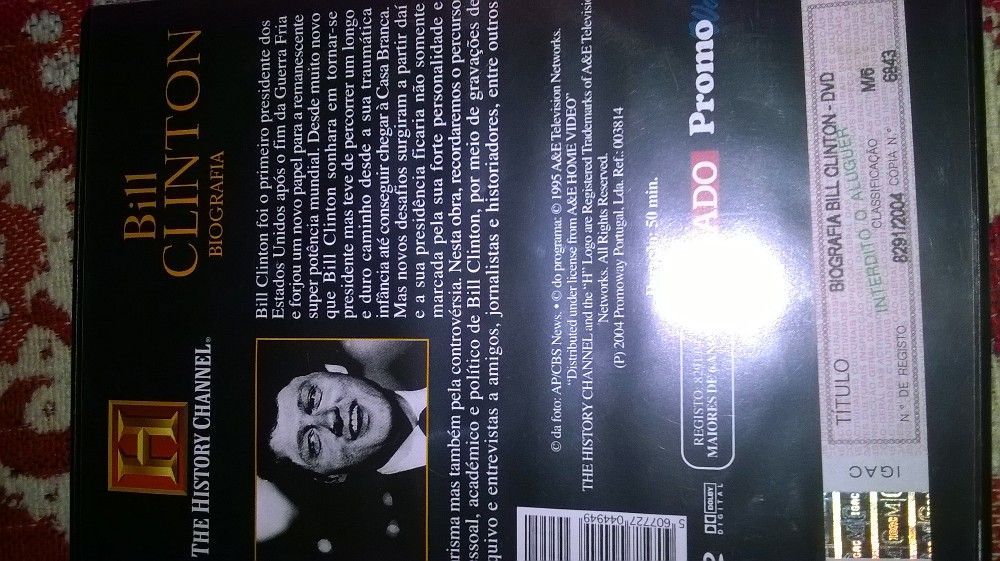 THE HISTORY CHANNEL®
Bill
CLINTON
BIOGRAFIA
Bill Clinton foi o primeiro presidente dos
Estados Unidos após o fim da Guerra Fria
e forjou um novo papel para a remanescente
super potência mundial. Desde muito novo
que Bill Clinton sonhara em tornar-se
presidente mas teve de percorrer um longo
e duro caminho desde a sua traumática
infância até conseguir chegar à Casa Branca.
Mas novos desafios surgiram a partir daí
e a sua presidência ficaria não somente
marcada pela sua forte personalidade e
risma mas também pela controvérsia. Nesta obra, recordaremos o percurso
ssoal, académico e político de Bill Clinton, por meio de gravações de
quivo e entrevistas a amigos, jornalistas e historiadores, entre outros
© da foto: AP/CBS News. • © do programa: © 1995 A&E Television Networks.
“Distributed under license from A&E HOME VIDEO”
THE HISTORY CHANNEL and the “H” Logo are Registered Trademarks of A&E Televisi
Networks. All Rights Reserved.
(P) 2004 Promoway Portugal, Lda. Ref.: 003814
50 min.
REGISTO: 829
MAIORES DE 6 ANO
ADO
Promo
5 607727 044949
DOLBY
DIGITAL
IGAC
TITULO BIOGRAFIA BILL CLINTON - DVD
INTERDITO O ALUGUER
CLASSIFICAÇÃO M/6
N.º DE REGISTO 8291/2004 COPIA N.º 6843